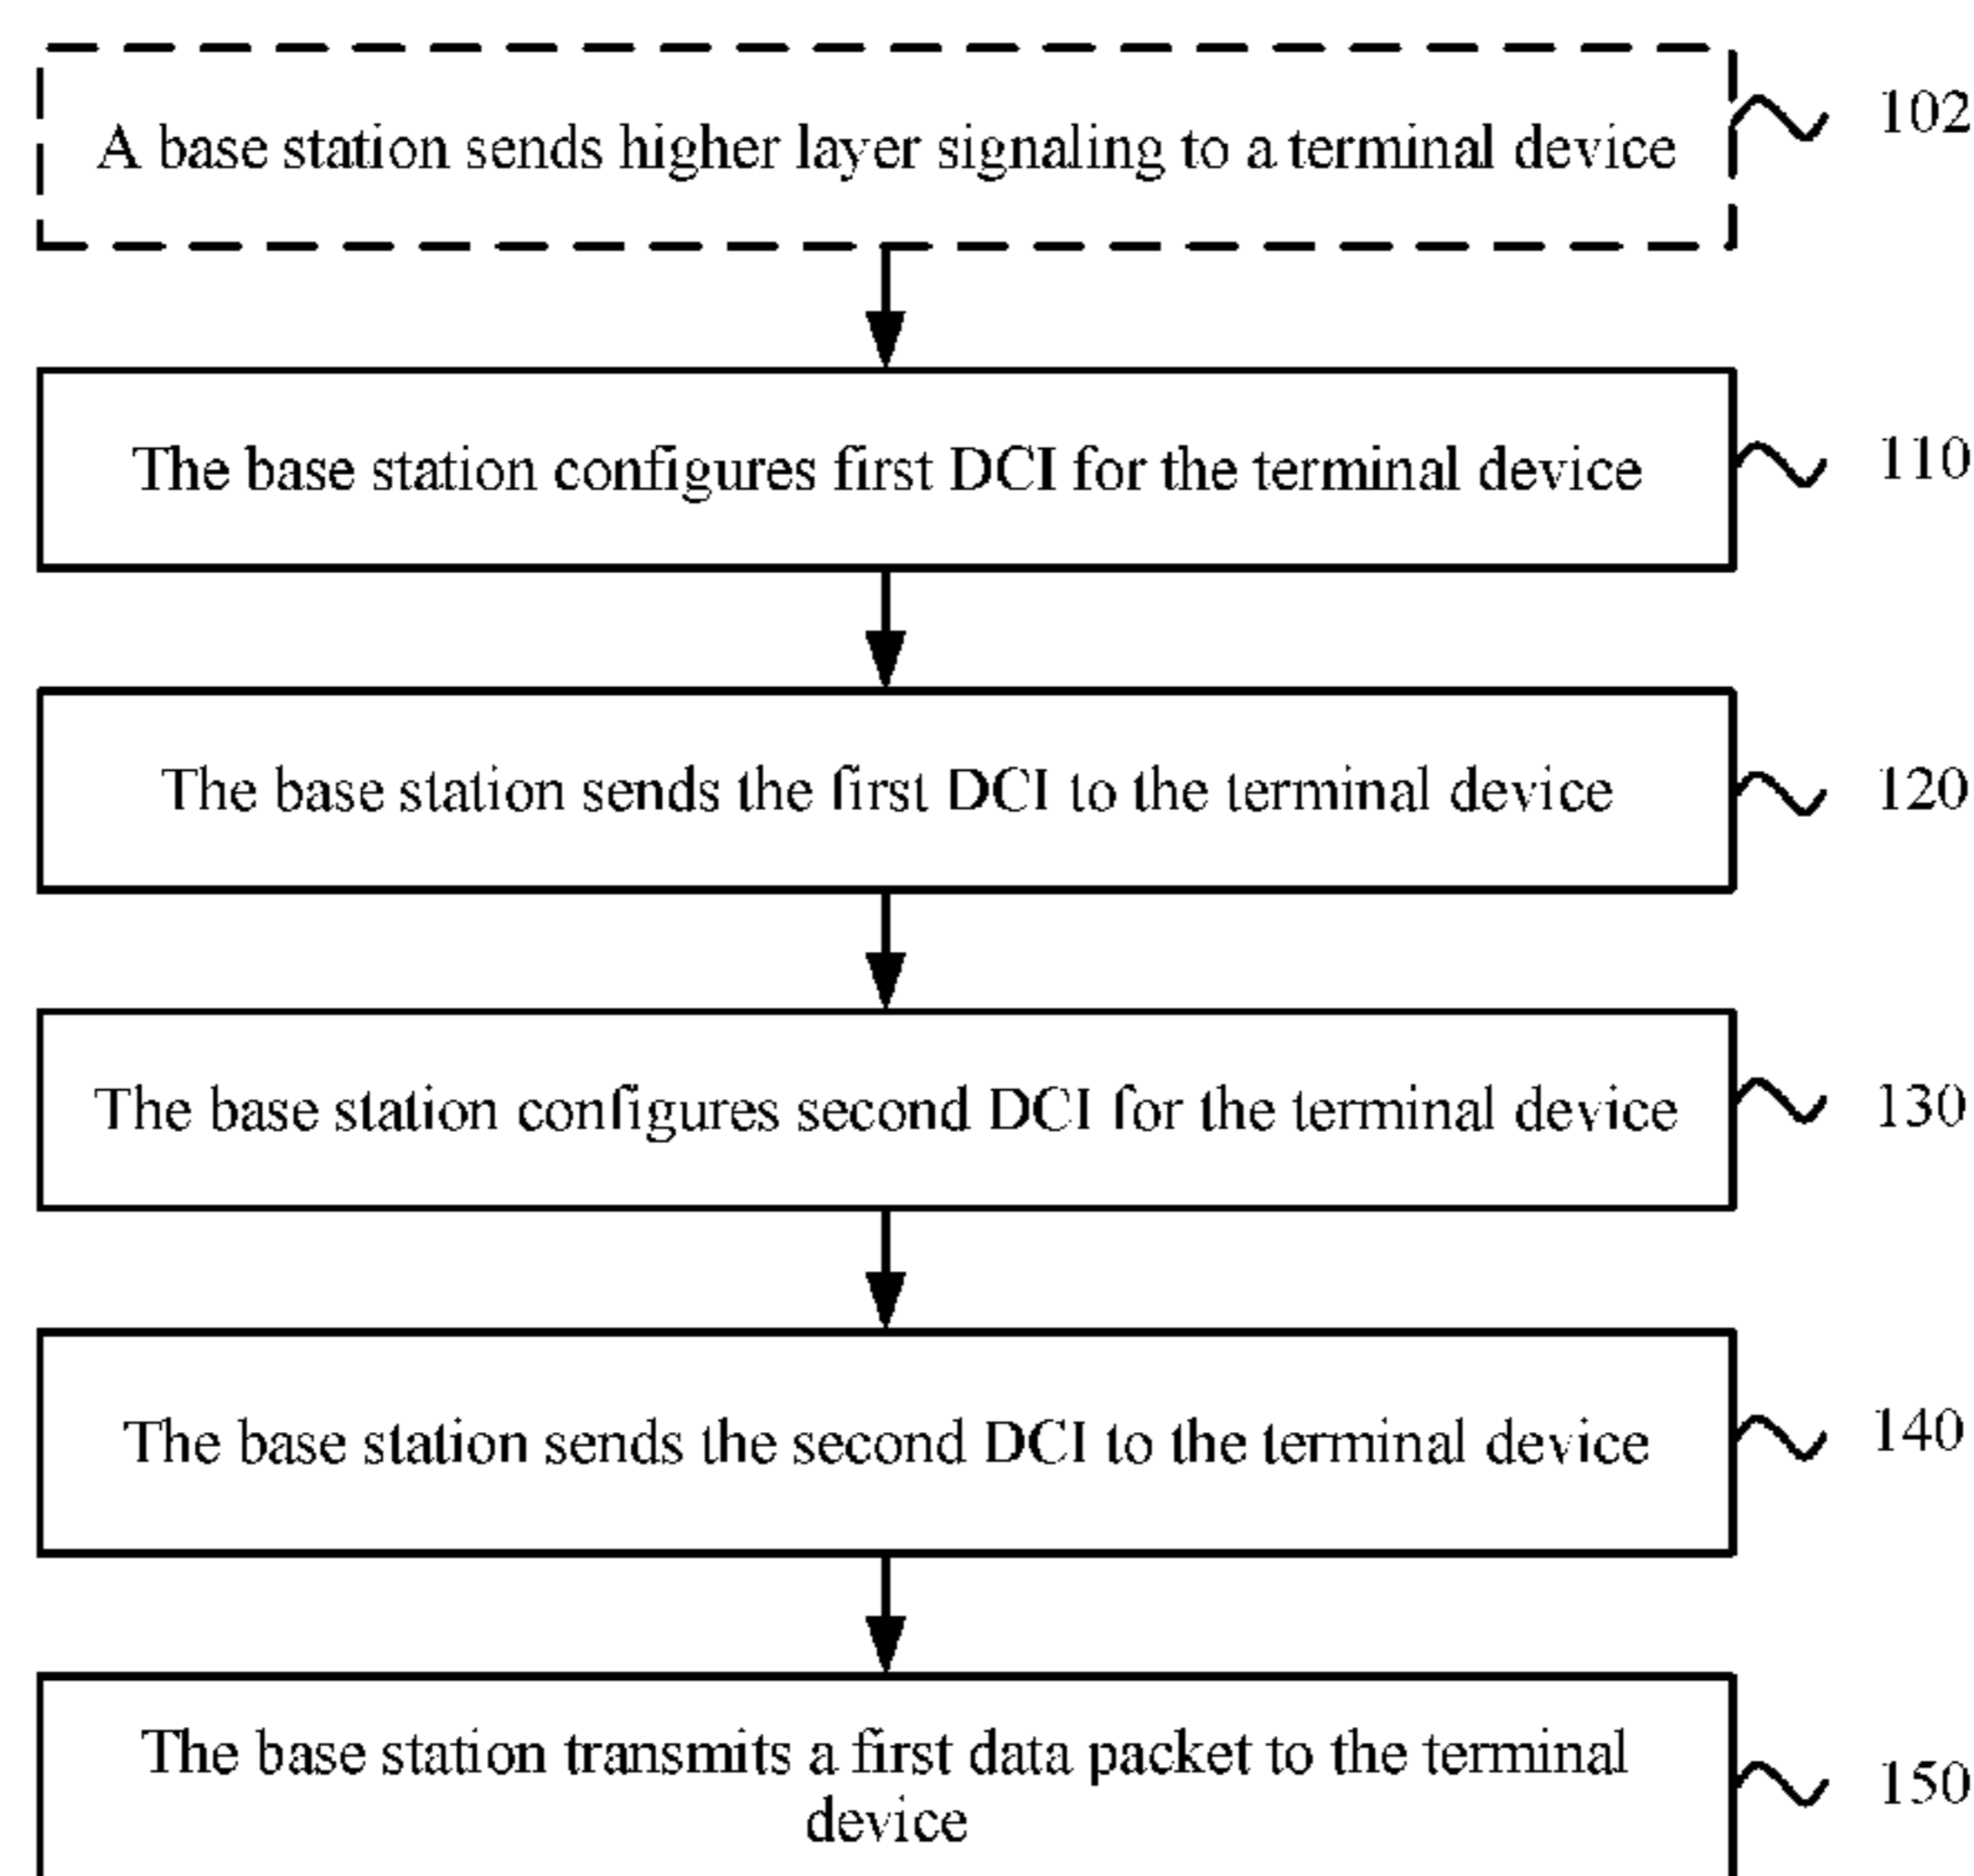 A base station sends higher layer signaling to a terminal device
102
The base station configures first DCI for the terminal device
110
The base station sends the first DCI to the terminal device
120
The base station configures second DCI for the terminal device
130
The base station sends the second DCI to the terminal device
140
The base station transmits a first data packet to the terminal
device
150